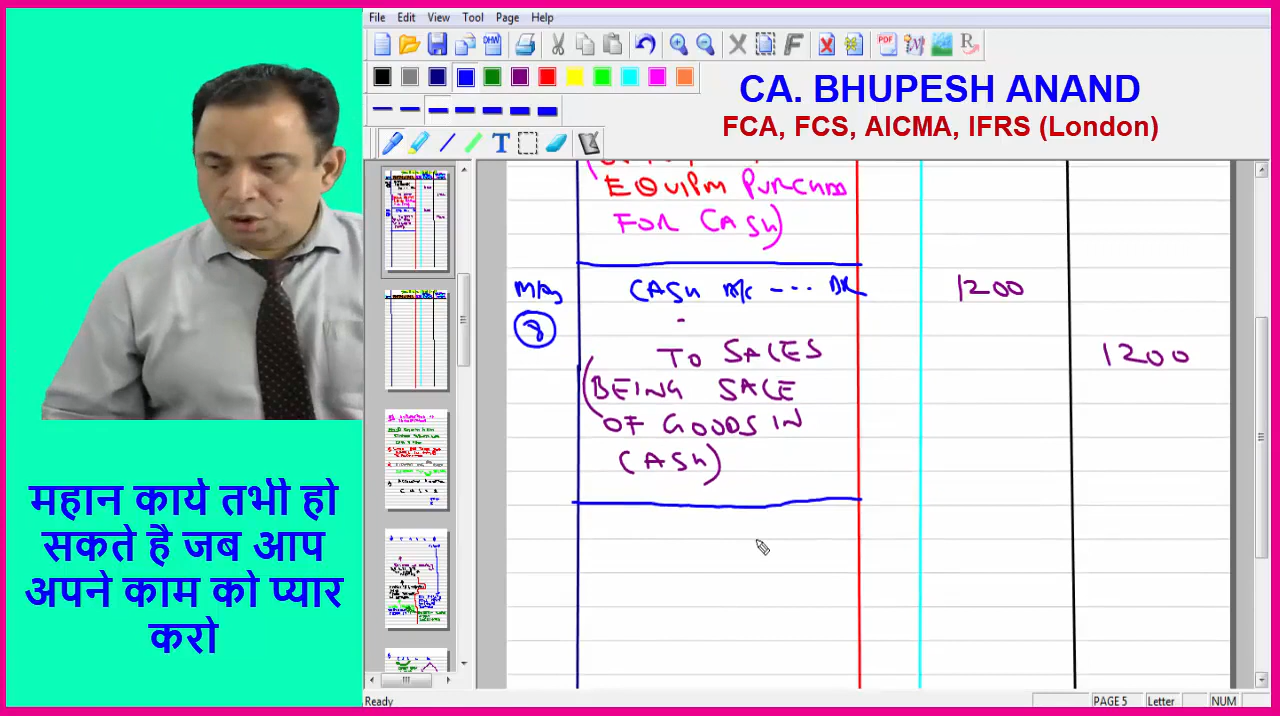 File Edit View Tool Page Help
CA. BHUPESH ANAND
FCA, FCS, AICMA, IFRS (London)
EQUIPM PURCHASD
FOR CASH)
MAY CASH A/C --... DR 1200
8
TO SALES 1200
(BEING SALE
OF GOODS IN
CASH)
महान कार्य तभी हो
सकते है जब आप
अपने काम को प्यार
करो
Ready PAGE 5 Letter NUM